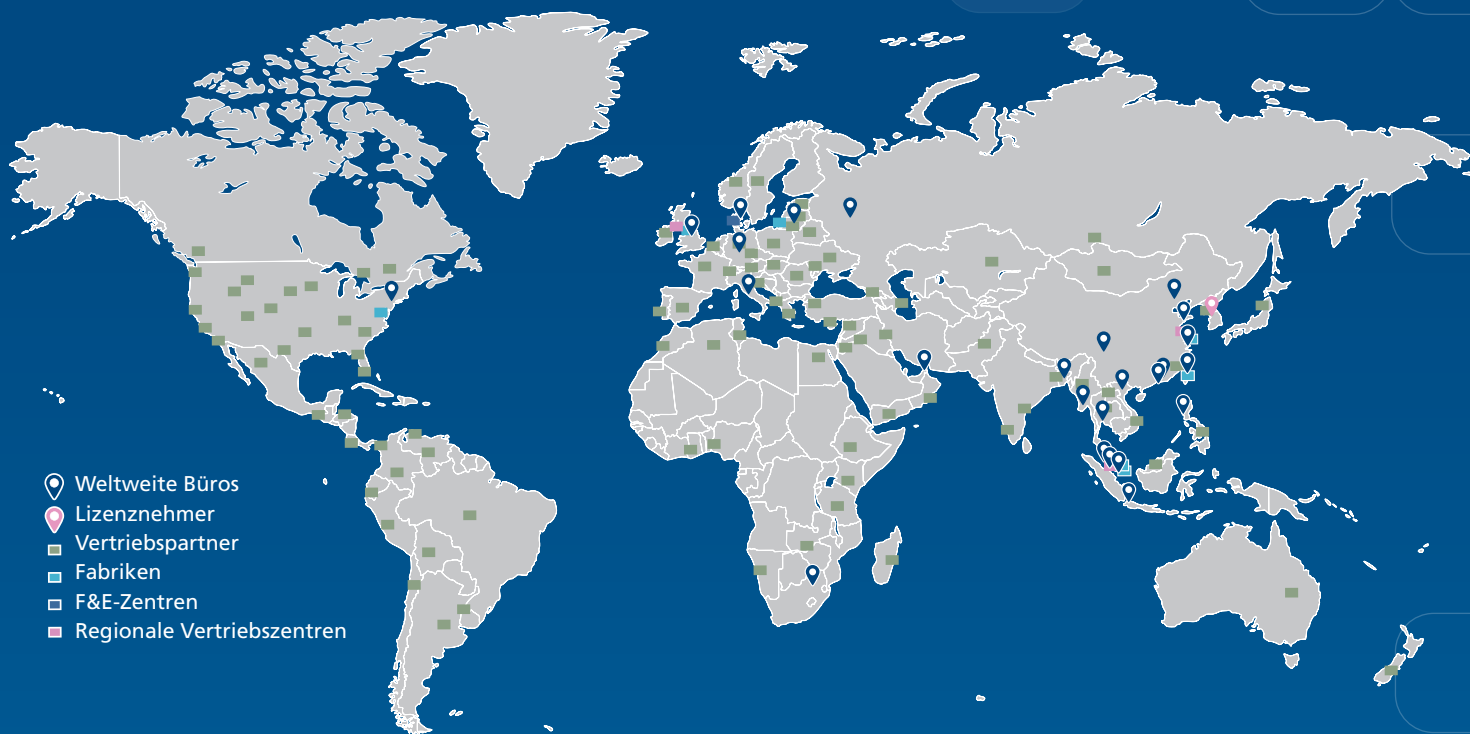 Weltweite Büros
Lizenznehmer
Vertriebspartner
Fabriken
F&E-Zentren
Regionale Vertriebszentren